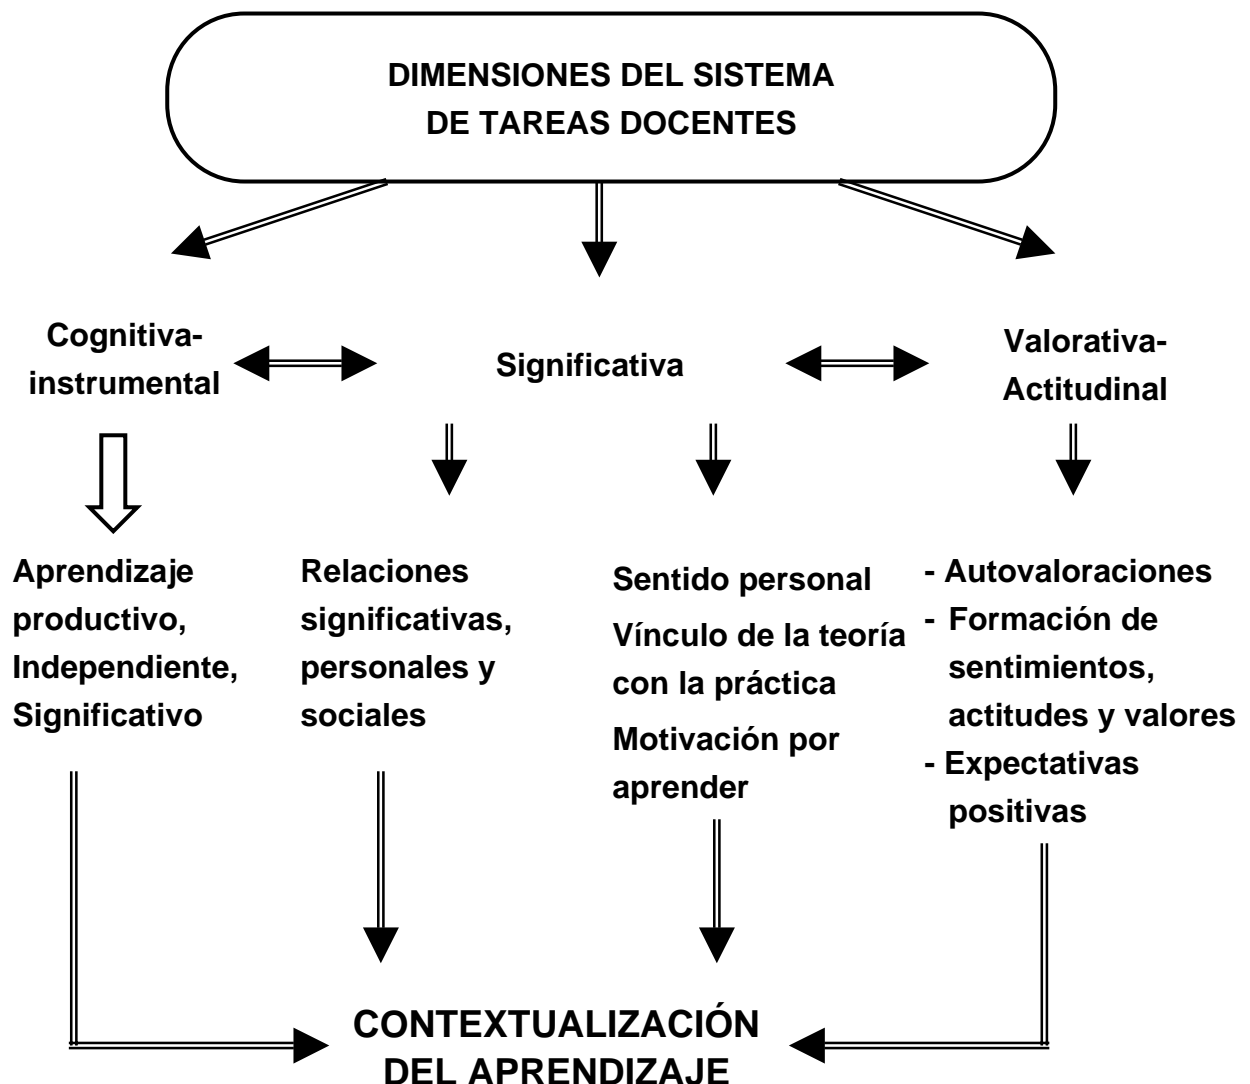 DIMENSIONES DEL SISTEMA
DE TAREAS DOCENTES
Cognitiva-
instrumental
Significativa
Valorativa-
Actitudinal
Aprendizaje
productivo,
Independiente,
Significativo
Relaciones
significativas,
personales y
sociales
Sentido personal
Vínculo de la teoría
con la práctica
Motivación por
aprender
- Autovaloraciones
- Formación de
sentimientos,
actitudes y valores
- Expectativas
positivas
CONTEXTUALIZACIÓN
DEL APRENDIZAJE